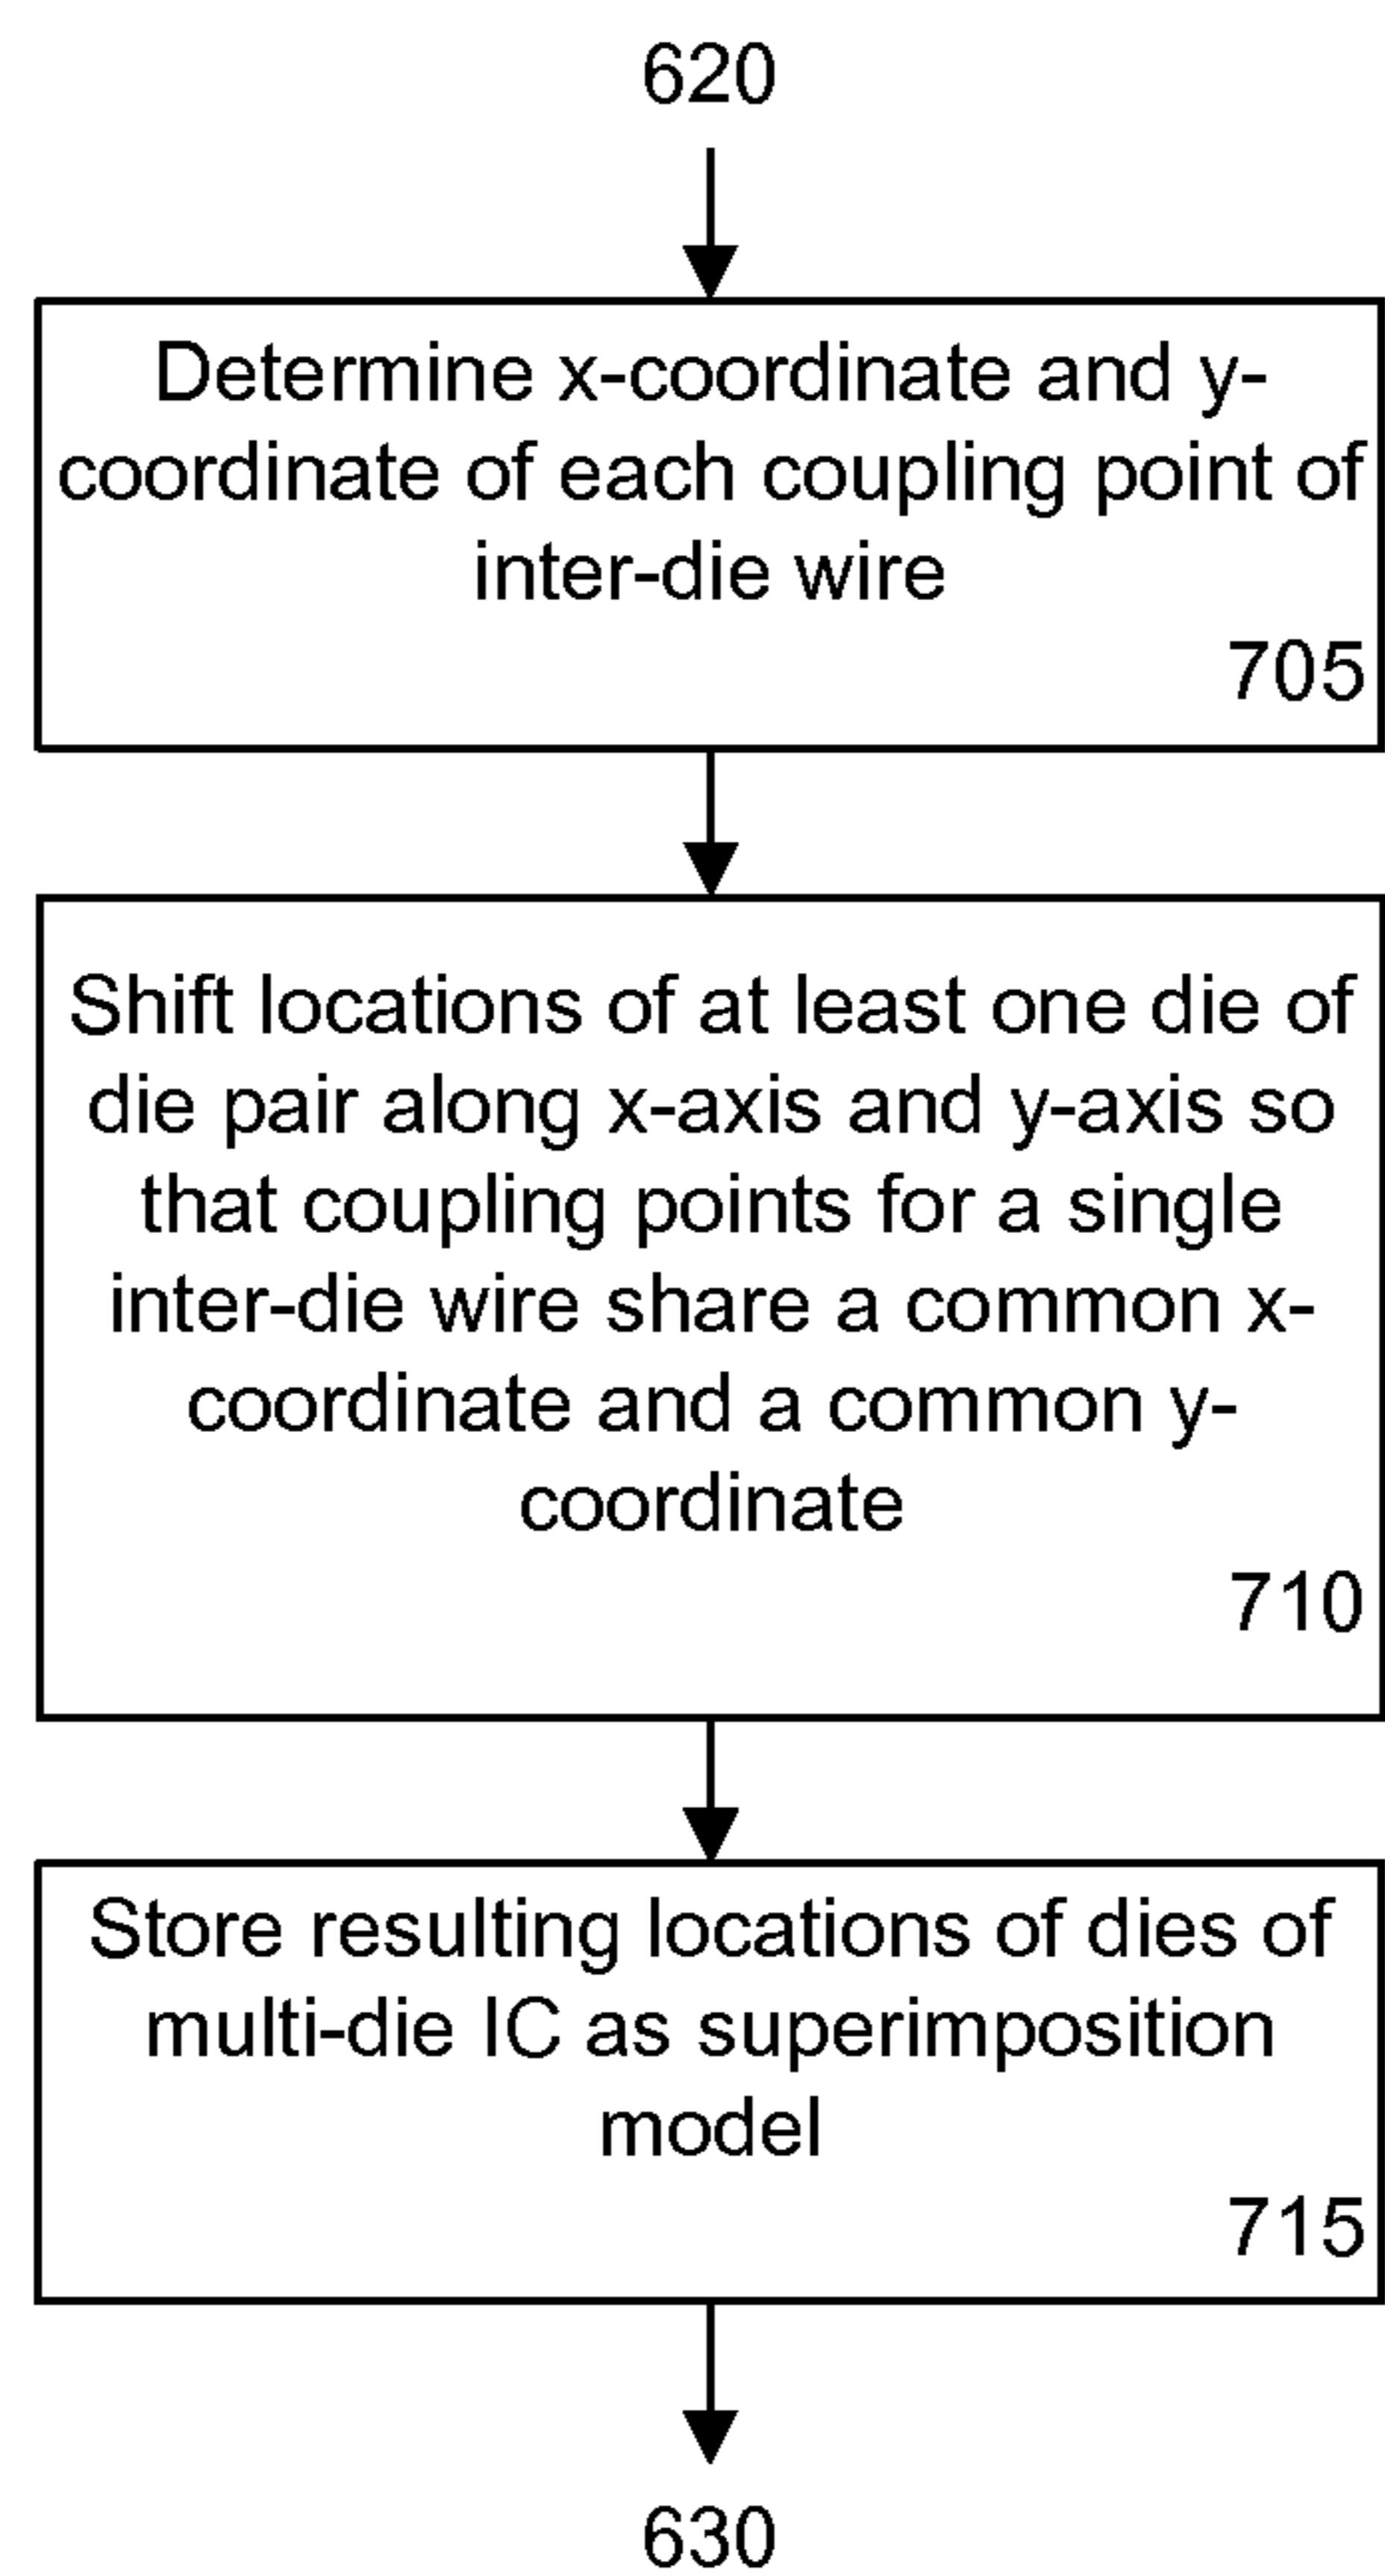 620
Determine x-coordinate and y-
coordinate of each coupling point of
inter-die wire
705
Shift locations of at least one die of
die pair along x-axis and y-axis so
that coupling points for a single
inter-die wire share a common x-
coordinate and a common y-
coordinate
710
Store resulting locations of dies of
multi-die IC as superimposition
model
715
630